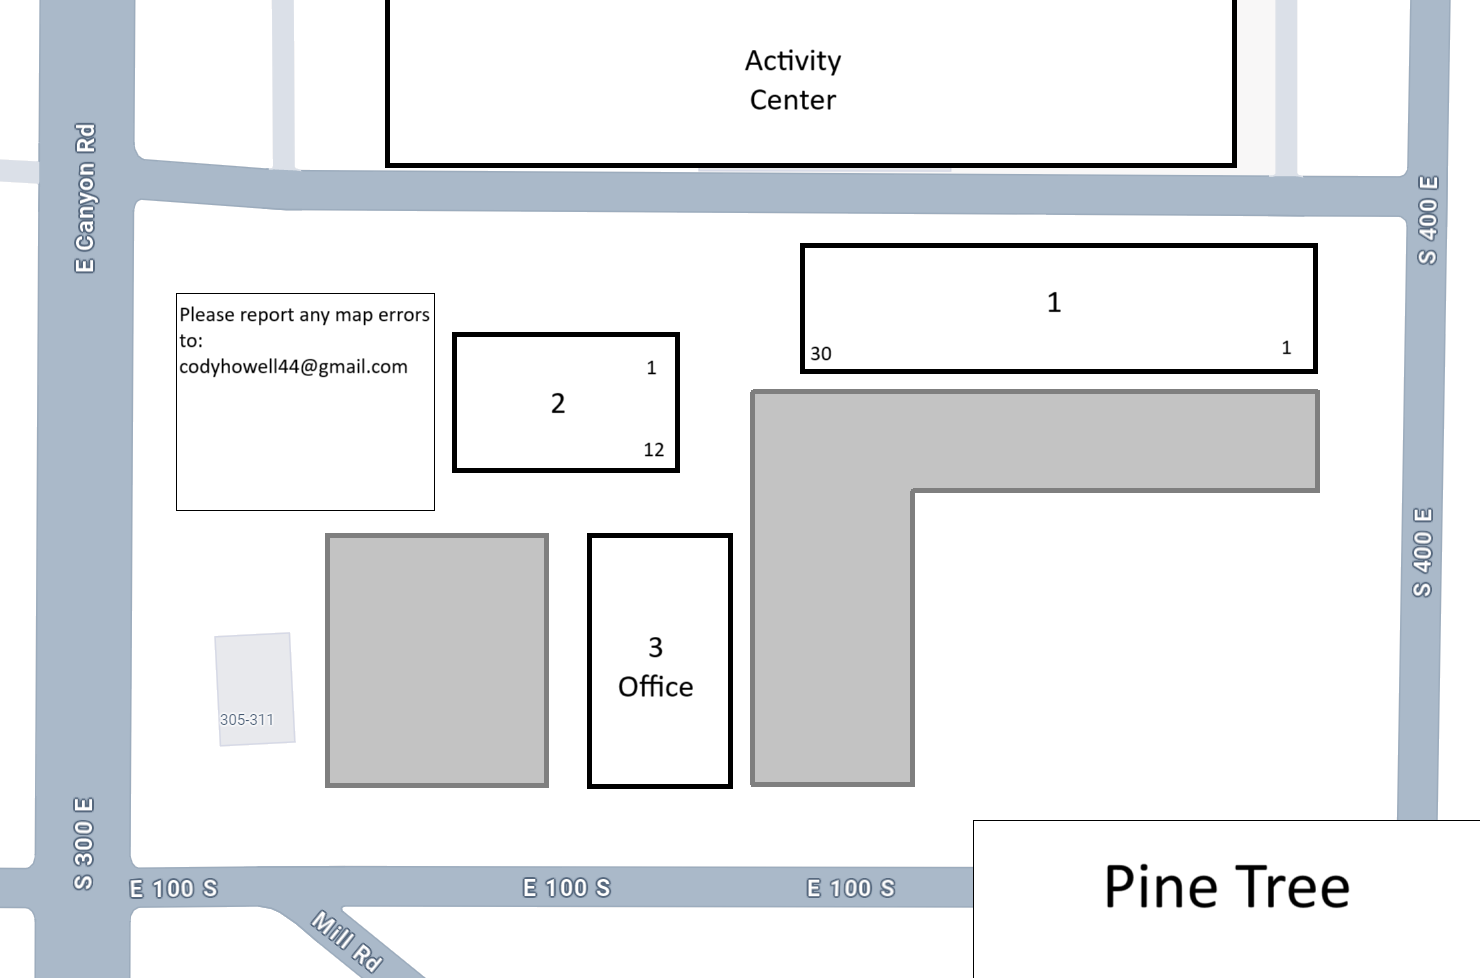 Activity
Center
E Canyon Rd
S 400 E
1
30
1
Please report any map errors
to:
codyhowell44@gmail.com
1
2
12
S 400 E
3
Office
305-311
S 300 E
E 100 S
E 100 S
E 100 S
Mill Rd
Pine Tree